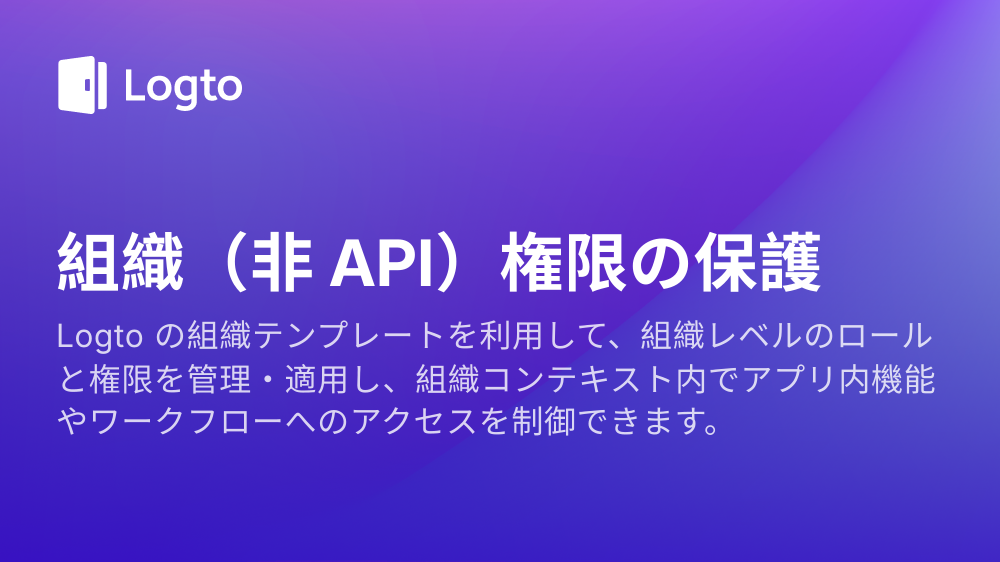 Logto
組織（非 API）権限の保護
Logto の組織テンプレートを利用して、組織レベルのロール
と権限を管理・適用し、組織コンテキスト内でアプリ内機能
やワークフローへのアクセスを制御できます。